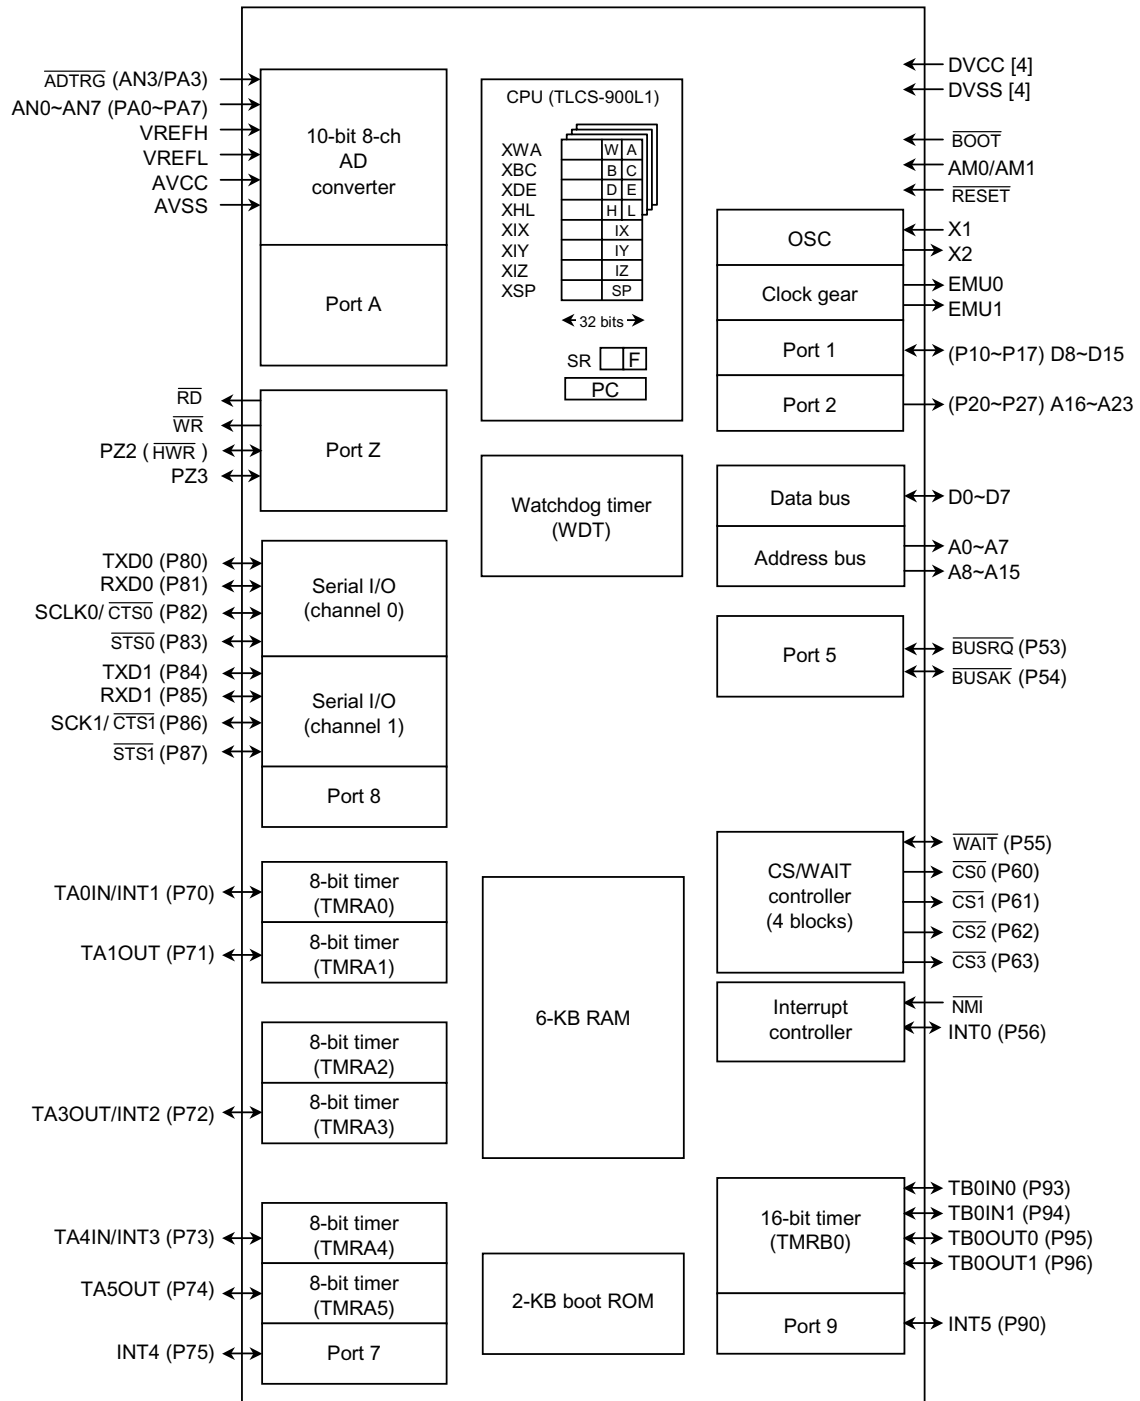 ADTRG (AN3/PA3)
AN0~AN7 (PA0~PA7)
VREFH
VREFL
AVCC
AVSS
10-bit 8-ch
AD
converter
Port A
RD
WR
PZ2 (HWR)
PZ3
Port Z
TXD0 (P80)
RXD0 (P81)
SCLK0/CTS0 (P82)
STS0 (P83)
Serial I/O
(channel 0)
TXD1 (P84)
RXD1 (P85)
SCK1/CTS1 (P86)
STS1 (P87)
Serial I/O
(channel 1)
Port 8
TA0IN/INT1 (P70)
8-bit timer
(TMRA0)
TA1OUT (P71)
8-bit timer
(TMRA1)
8-bit timer
(TMRA2)
TA3OUT/INT2 (P72)
8-bit timer
(TMRA3)
TA4IN/INT3 (P73)
8-bit timer
(TMRA4)
TA5OUT (P74)
8-bit timer
(TMRA5)
INT4 (P75)
Port 7
CPU (TLCS-900L1)
XWA W A
XBC B C
XDE D E
XHL H L
XIX IX
XIY IY
XIZ IZ
XSP SP
32 bits
SR F
PC
Watchdog timer
(WDT)
6-KB RAM
2-KB boot ROM
DVCC [4]
DVSS [4]
BOOT
AM0/AM1
RESET
OSC
X1
X2
Clock gear
EMU0
EMU1
Port 1
(P10~P17) D8~D15
Port 2
(P20~P27) A16~A23
Data bus
D0~D7
Address bus
A0~A7
A8~A15
Port 5
BUSRQ (P53)
BUSAK (P54)
CS/WAIT
controller
(4 blocks)
WAIT (P55)
CS0 (P60)
CS1 (P61)
CS2 (P62)
CS3 (P63)
Interrupt
controller
NMI
INT0 (P56)
16-bit timer
(TMRB0)
TB0IN0 (P93)
TB0IN1 (P94)
TB0OUT0 (P95)
TB0OUT1 (P96)
Port 9
INT5 (P90)